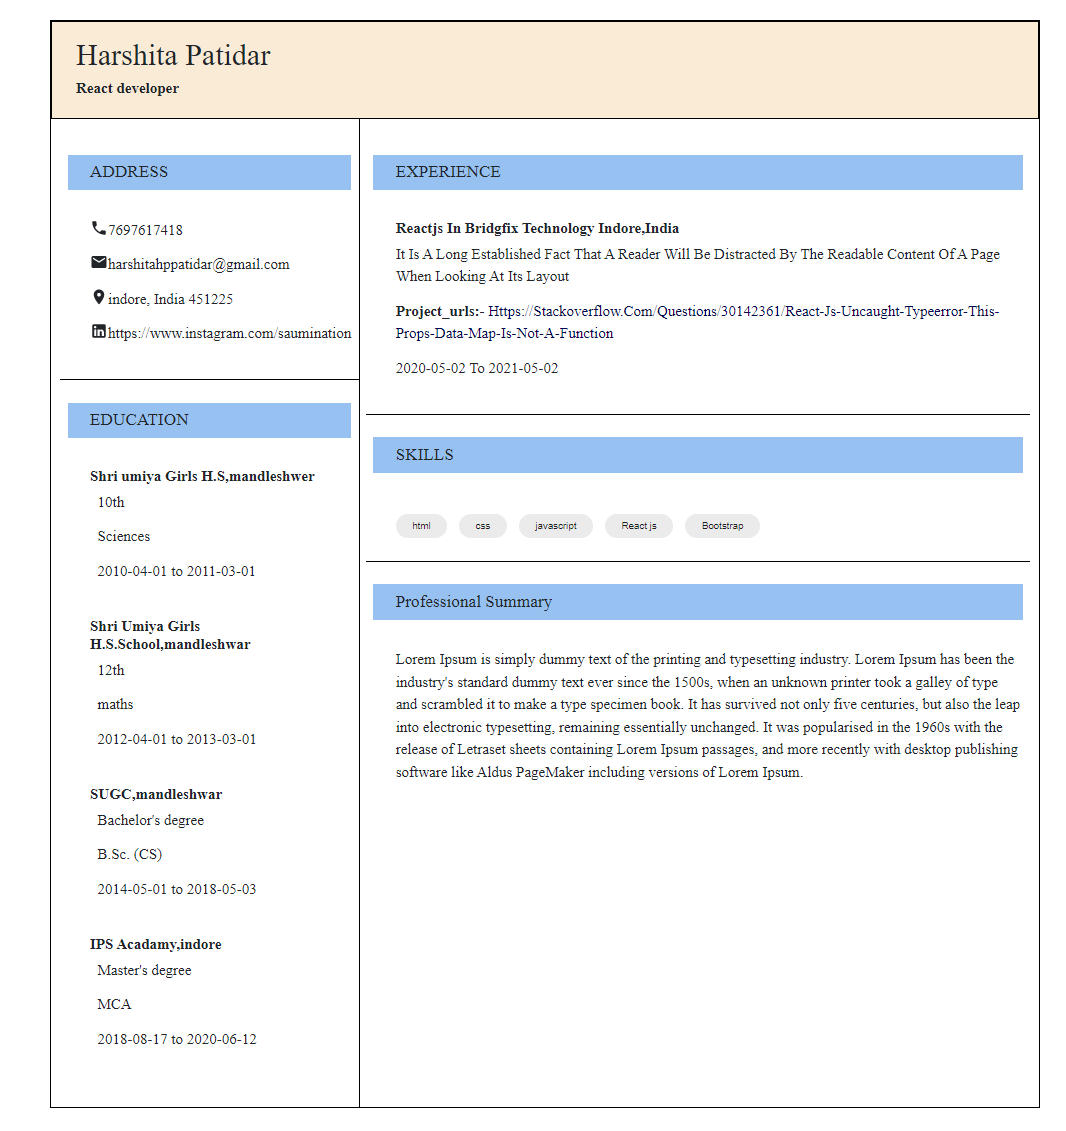 Harshita Patidar
React developer
ADDRESS
7697617418
harshitahppatidar@gmail.com
indore, India 451225
https://www.instagram.com/saumination
EDUCATION
Shri umiya Girls H.S,mandleshwer
10th
Sciences
2010-04-01 to 2011-03-01
Shri Umiya Girls
H.S.School,mandleshwar
12th
maths
2012-04-01 to 2013-03-01
SUGC,mandleshwar
Bachelor's degree
B.Sc. (CS)
2014-05-01 to 2018-05-03
IPS Acadamy,indore
Master's degree
MCA
2018-08-17 to 2020-06-12
EXPERIENCE
Reactjs In Bridgfix Technology Indore,India
It Is A Long Established Fact That A Reader Will Be Distracted By The Readable Content Of A Page
When Looking At Its Layout
Project_urls:- Https://Stackoverflow.Com/Questions/30142361/React-Js-Uncaught-Typeerror-This-
Props-Data-Map-Is-Not-A-Function
2020-05-02 To 2021-05-02
SKILLS
html css javascript React js Bootstrap
Professional Summary
Lorem Ipsum is simply dummy text of the printing and typesetting industry. Lorem Ipsum has been the
industry's standard dummy text ever since the 1500s, when an unknown printer took a galley of type
and scrambled it to make a type specimen book. It has survived not only five centuries, but also the leap
into electronic typesetting, remaining essentially unchanged. It was popularised in the 1960s with the
release of Letraset sheets containing Lorem Ipsum passages, and more recently with desktop publishing
software like Aldus PageMaker including versions of Lorem Ipsum.